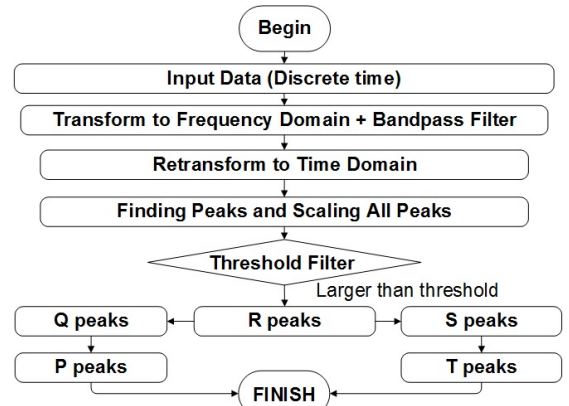 Begin
Input Data (Discrete time)
Transform to Frequency Domain + Bandpass Filter
Retransform to Time Domain
Finding Peaks and Scaling All Peaks
Threshold Filter
Larger than threshold
Q peaks
R peaks
S peaks
P peaks
T peaks
FINISH